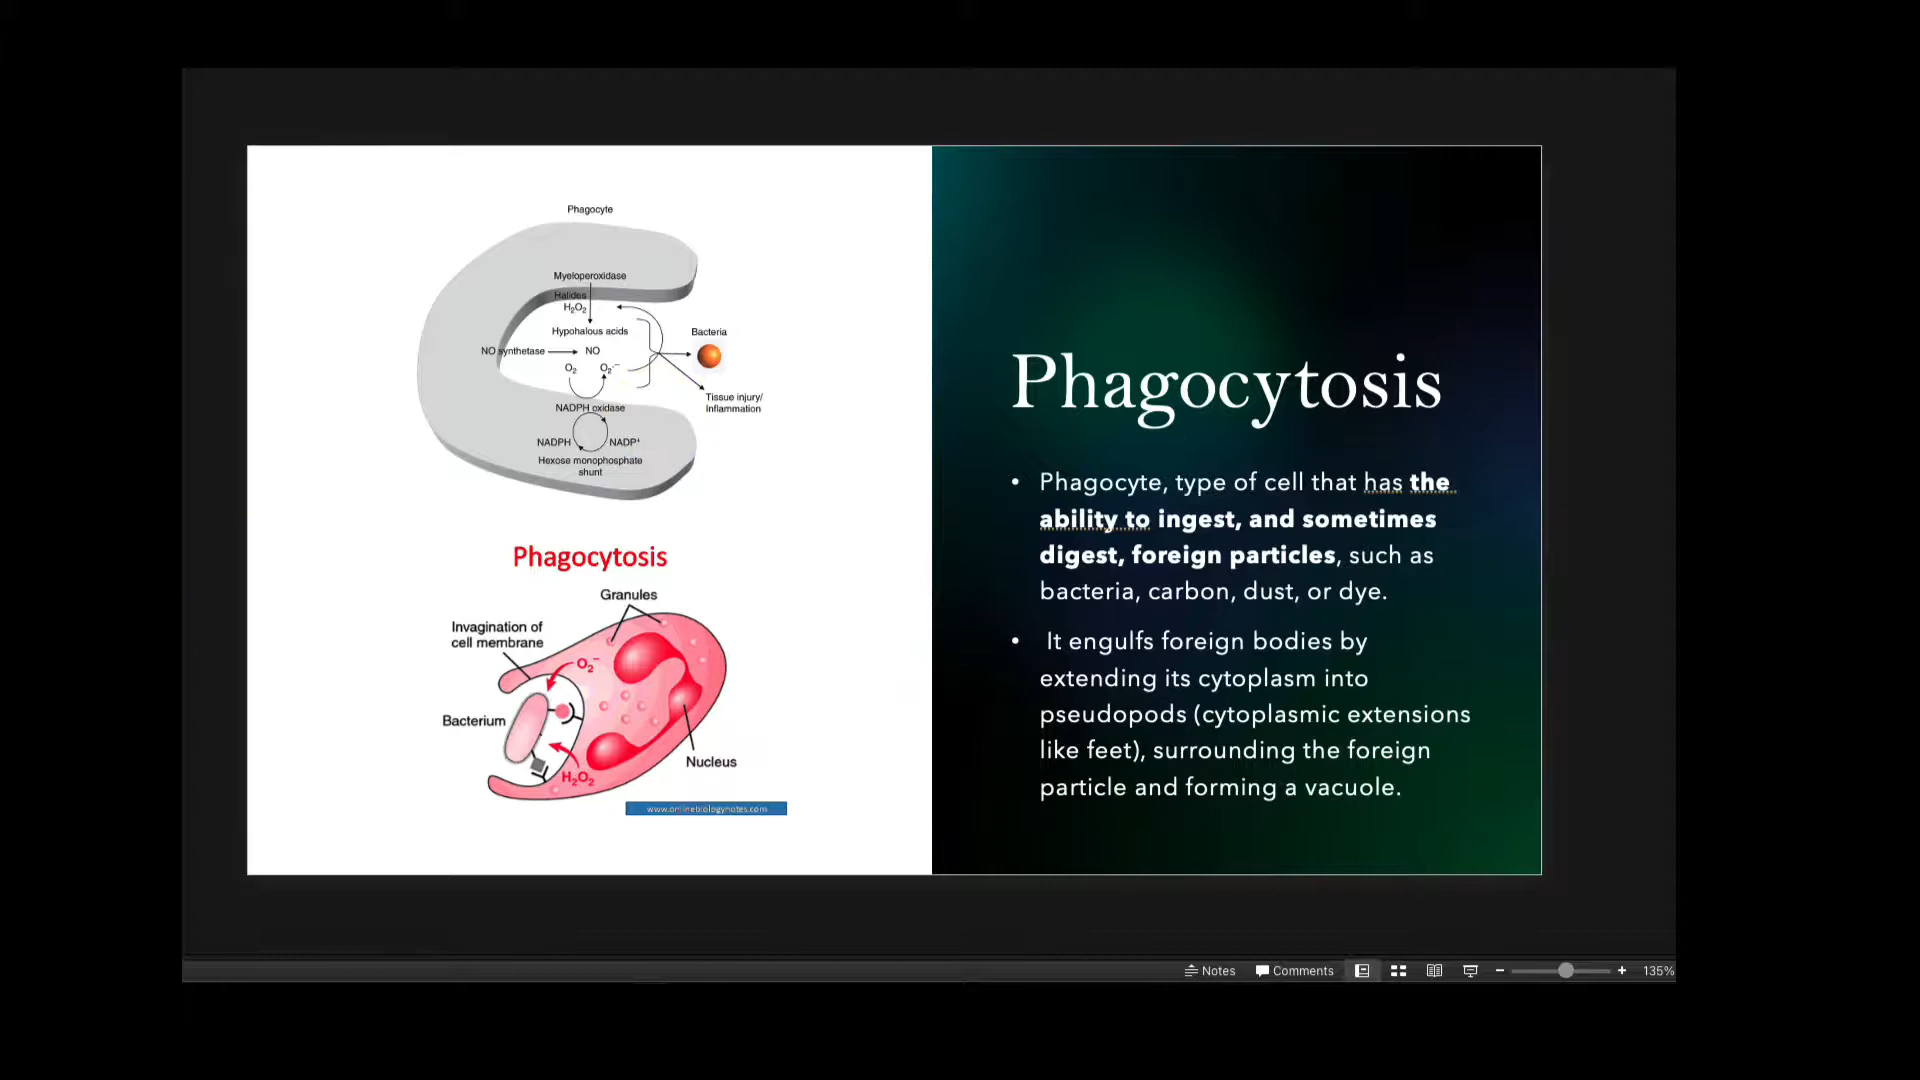 Phagocyte
Myeloperoxidase
Halides
H₂O₂
Hypohalous acids
Bacteria
NO synthetase
NO
O₂
O₂·⁻
Tissue injury/
Inflammation
NADPH oxidase
NADPH
NADP⁺
Hexose monophosphate
shunt
Phagocytosis
Granules
Invagination of
cell membrane
O₂⁻
Bacterium
Nucleus
H₂O₂
www.onlinebiologynotes.com
Phagocytosis
• Phagocyte, type of cell that has the
ability to ingest, and sometimes
digest, foreign particles, such as
bacteria, carbon, dust, or dye.
• It engulfs foreign bodies by
extending its cytoplasm into
pseudopods (cytoplasmic extensions
like feet), surrounding the foreign
particle and forming a vacuole.
Notes Comments 135%